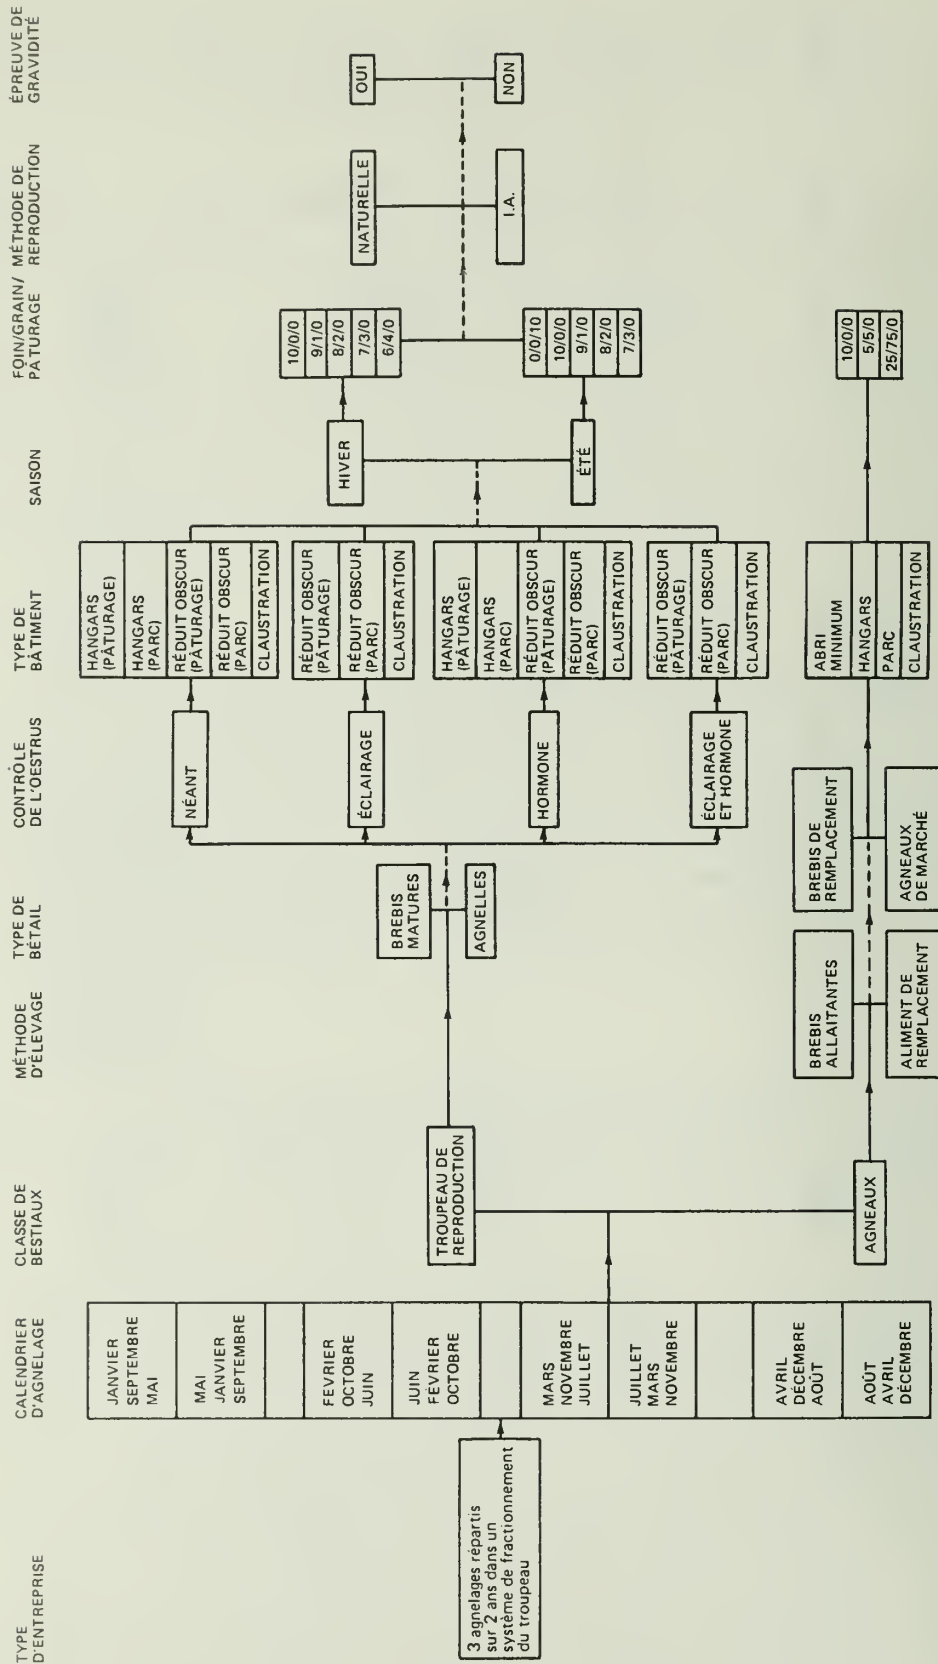 TYPE
D'ENTREPRISE
CALENDRIER
D'AGNELAGE
CLASSE DE
BESTIAUX
MÉTHODE
D'ÉLEVAGE
TYPE DE
BÉTAIL
CONTRÔLE
DE L'OESTRUS
TYPE DE
BÂTIMENT
SAISON
FOIN/GRAIN/
PÂTURAGE
MÉTHODE DE
REPRODUCTION
ÉPREUVE DE
GRAVIDITÉ
3 agnelages répartis
sur 2 ans dans un
système de fractionnement
du troupeau
JANVIER
SEPTEMBRE
MAI
MAI
JANVIER
SEPTEMBRE
FÉVRIER
OCTOBRE
JUIN
JUIN
FÉVRIER
OCTOBRE
MARS
NOVEMBRE
JUILLET
JUILLET
MARS
NOVEMBRE
AVRIL
DÉCEMBRE
AOÛT
AOÛT
AVRIL
DÉCEMBRE
TROUPEAU DE
REPRODUCTION
AGNEAUX
BREBIS
MATURES
AGNELLES
NÉANT
ÉCLAIRAGE
HORMONE
ÉCLAIRAGE
ET HORMONE
HANGARS
(PÂTURAGE)
HANGARS
(PARC)
RÉDUIT OBSCUR
(PÂTURAGE)
RÉDUIT OBSCUR
(PARC)
CLAUSTRATION
RÉDUIT OBSCUR
(PÂTURAGE)
RÉDUIT OBSCUR
(PARC)
CLAUSTRATION
HANGARS
(PÂTURAGE)
HANGARS
(PARC)
RÉDUIT OBSCUR
(PÂTURAGE)
RÉDUIT OBSCUR
(PARC)
CLAUSTRATION
RÉDUIT OBSCUR
(PÂTURAGE)
RÉDUIT OBSCUR
(PARC)
CLAUSTRATION
HIVER
ÉTÉ
10/0/0
9/1/0
8/2/0
7/3/0
6/4/0
0/0/10
10/0/0
9/1/0
8/2/0
7/3/0
NATURELLE
I.A.
OUI
NON
BREBIS
ALLAITANTES
ALIMENT DE
REMPLACEMENT
BREBIS DE
REMPLACEMENT
AGNEAUX
DE MARCHÉ
ABRI
MINIMUM
HANGARS
PARC
CLAUSTRATION
10/0/0
5/5/0
25/75/0